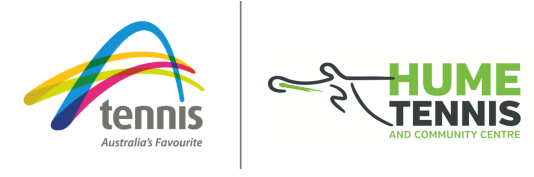 tennis
Australia's Favourite
HUME
TENNIS
AND COMMUNITY CENTRE